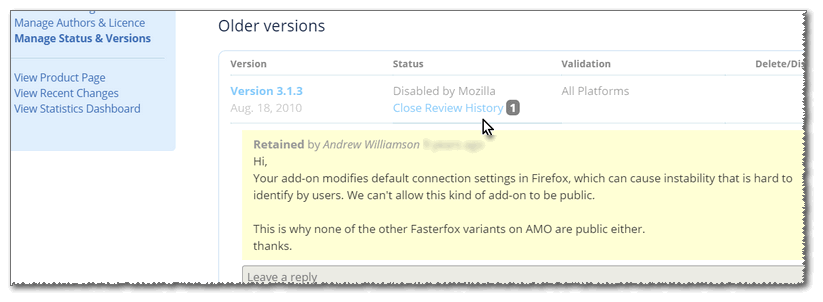 Manage Authors & Licence
Older versions
Manage Status & Versions
Version Status Validation
View Product Page
Version 3.1.3 Disabled by Mozilla All Platforms
View Recent Changes
Aug. 18, 2010 Close Review History 1
View Statistics Dashboard
Retained by Andrew Williamson
Hi,
Your add-on modifies default connection settings in Firefox, which can cause instability that is hard to
identify by users. We can't allow this kind of add-on to be public.
This is why none of the other Fasterfox variants on AMO are public either.
thanks.
Leave a reply